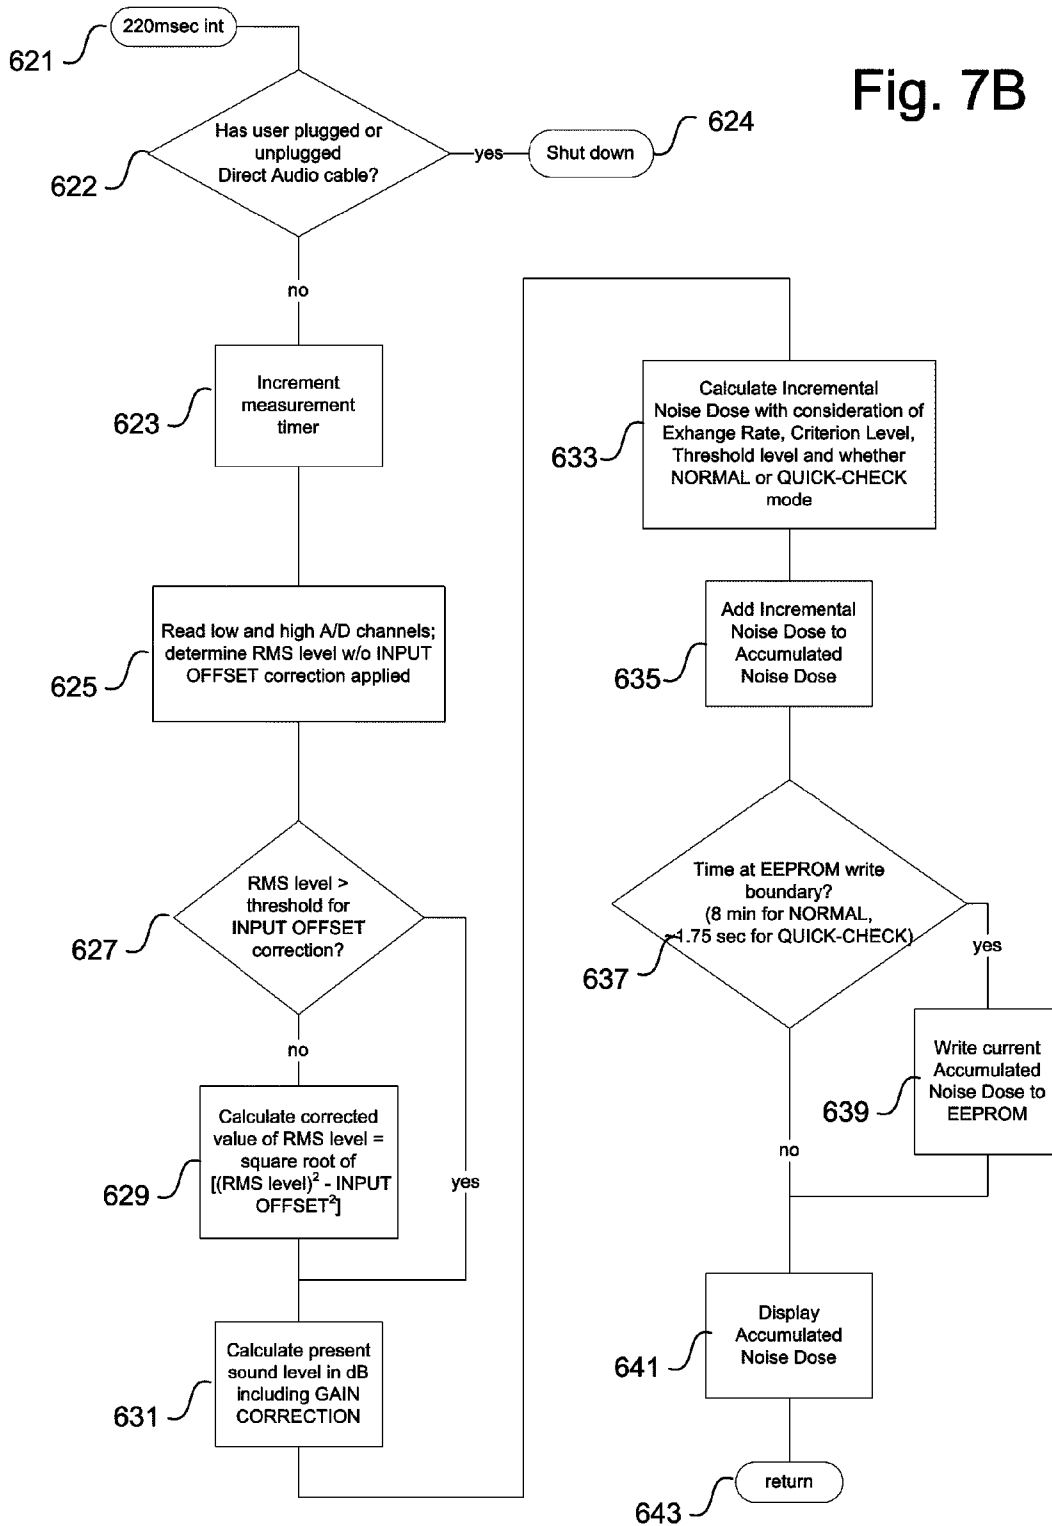 220msec int
621
Fig. 7B
Has user plugged or
unplugged
Direct Audio cable?
622
yes
Shut down
624
no
Increment
measurement
timer
623
Read low and high A/D channels;
determine RMS level w/o INPUT
OFFSET correction applied
625
RMS level >
threshold for
INPUT OFFSET
correction?
627
no
yes
Calculate corrected
value of RMS level =
square root of
[(RMS level)² - INPUT
OFFSET²]
629
Calculate present
sound level in dB
including GAIN
CORRECTION
631
Calculate Incremental
Noise Dose with consideration of
Exhange Rate, Criterion Level,
Threshold level and whether
NORMAL or QUICK-CHECK
mode
633
Add Incremental
Noise Dose to
Accumulated
Noise Dose
635
Time at EEPROM write
boundary?
(8 min for NORMAL,
~1.75 sec for QUICK-CHECK)
637
yes
Write current
Accumulated
Noise Dose to
EEPROM
639
no
Display
Accumulated
Noise Dose
641
return
643